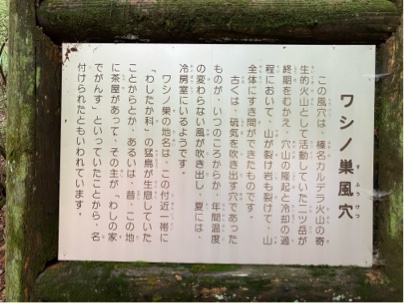 ワシノ巣風穴
す ふうけつ
この風穴は、榛名カルデラ火山の寄
生的火山として活動していた二ツ岳が
終期をむかえ、穴山の隆起と冷却の過
程において、山が裂け岩も裂けて、山
全体にすき間ができたものです。
古くは、硫気を吹き出す穴であった
ものが、いつのころからか、年間温度
の変わらない風が吹き出し、夏には、
冷房室にいるようです。
ワシノ巣の地名は、この付近一帯に
「わしたか科」の猛鳥が生息していた
ことからとか、あるいは、昔、この地
に茶屋があって、その主が「わしの家
でがんす」といっていたことから、名
付けられたともいわれています。